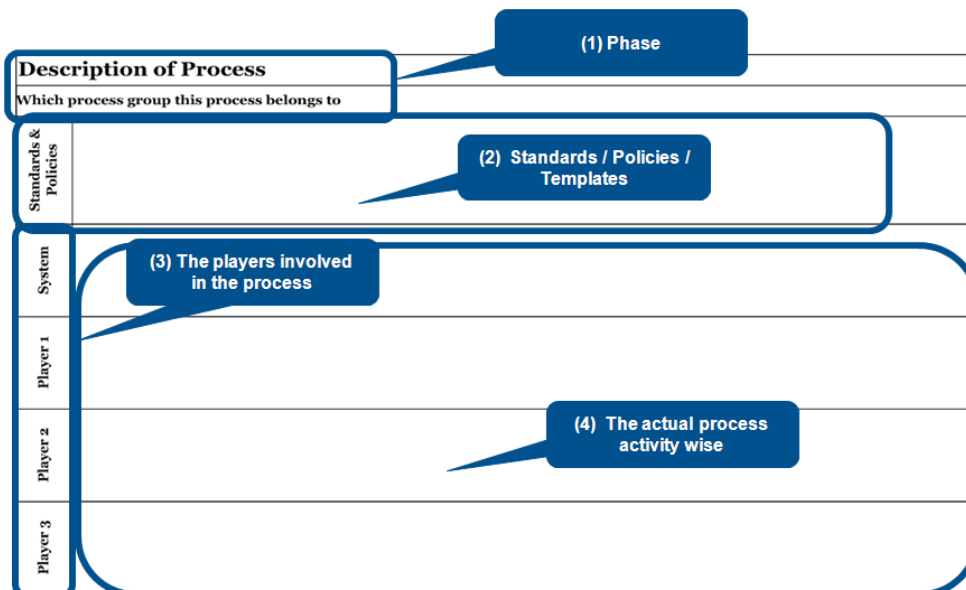 (1) Phase
Description of Process
Which process group this process belongs to
Standards &
Policies
(2) Standards / Policies /
Templates
System
(3) The players involved
in the process
Player 1
Player 2
(4) The actual process
activity wise
Player 3